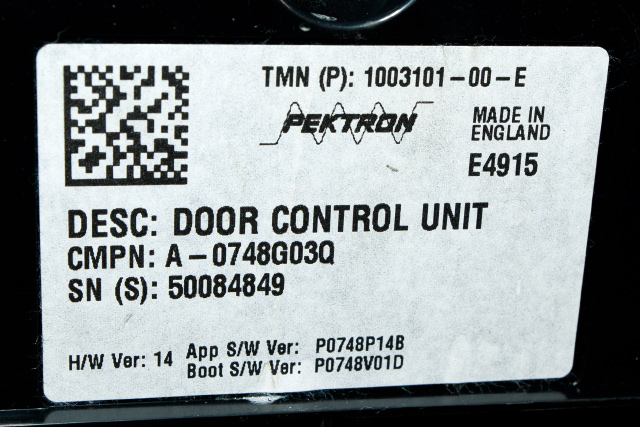 TMN (P): 1003101-00-E
PEKTRON
MADE IN
ENGLAND
E4915
DESC: DOOR CONTROL UNIT
CMPN: A-0748G03Q
SN (S): 50084849
H/W Ver: 14
App S/W Ver: P0748P14B
Boot S/W Ver: P0748V01D